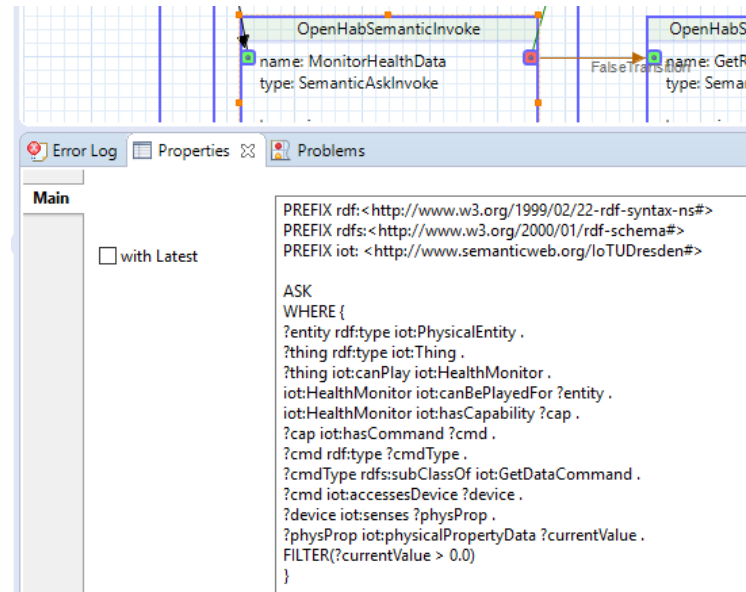 OpenHabSemanticInvoke
OpenHabS
name: MonitorHealthData
FalseTransition
name: GetR
type: SemanticAskInvoke
type: Seman
Error Log
Properties
Problems
Main
with Latest
PREFIX rdf:<http://www.w3.org/1999/02/22-rdf-syntax-ns#>
PREFIX rdfs:<http://www.w3.org/2000/01/rdf-schema#>
PREFIX iot: <http://www.semanticweb.org/IoTUDresden#>
ASK
WHERE {
?entity rdf:type iot:PhysicalEntity .
?thing rdf:type iot:Thing .
?thing iot:canPlay iot:HealthMonitor .
iot:HealthMonitor iot:canBePlayedFor ?entity .
iot:HealthMonitor iot:hasCapability ?cap .
?cap iot:hasCommand ?cmd .
?cmd rdf:type ?cmdType .
?cmdType rdfs:subClassOf iot:GetDataCommand .
?cmd iot:accessesDevice ?device .
?device iot:senses ?physProp .
?physProp iot:physicalPropertyData ?currentValue .
FILTER(?currentValue > 0.0)
}